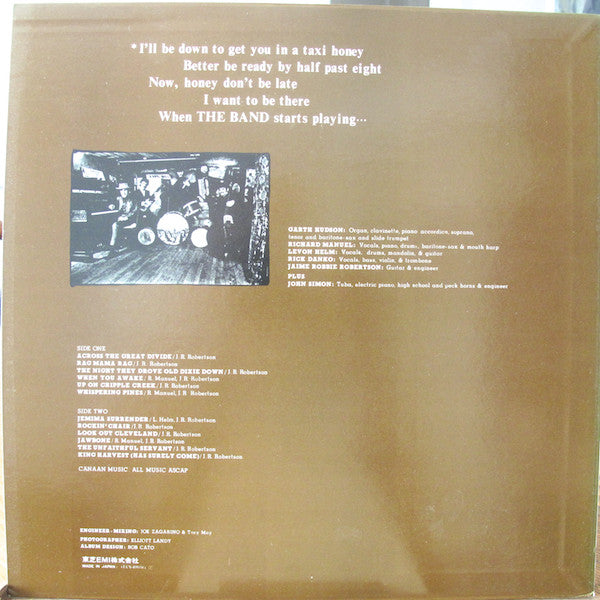 *I'll be down to get you in a taxi honey
Better be ready by half past eight
Now, honey don't be late
I want to be there
When THE BAND starts playing…
GARTH HUDSON: Organ, clavinette, piano accordion, soprano,
tenor and baritone-sax and slide trumpet
RICHARD MANUEL: Vocals, piano, drums, baritone-sax & mouth harp
LEVON HELM: Vocals, drums, mandolin, & guitar
RICK DANKO: Vocals, bass, violin, & trombone
JAIME ROBBIE ROBERTSON: Guitar & engineer
PLUS
JOHN SIMON: Tuba, electric piano, high school and peck horns & engineer
SIDE ONE
ACROSS THE GREAT DIVIDE/J. R. Robertson
RAG MAMA RAG/J. R. Robertson
THE NIGHT THEY DROVE OLD DIXIE DOWN/J. R. Robertson
WHEN YOU AWAKE/R. Manuel, J. R. Robertson
UP ON CRIPPLE CREEK/J. R. Robertson
WHISPERING PINES/R. Manuel, J. R. Robertson
SIDE TWO
JEMIMA SURRENDER/L. Helm, J. R. Robertson
ROCKIN' CHAIR/J. R. Robertson
LOOK OUT CLEVELAND/J. R. Robertson
JAWBONE/R. Manuel, J. R. Robertson
THE UNFAITHFUL SERVANT/J. R. Robertson
KING HARVEST (HAS SURELY COME)/J. R. Robertson
CANAAN MUSIC ALL MUSIC ASCAP
ENGINEER-MIXING: JOE ZAGARINO & Tony May
PHOTOGRAPHER: ELLIOTT LANDY
ALBUM DESIGN: BOB CATO
東芝EMI株式会社
MADE IN JAPAN